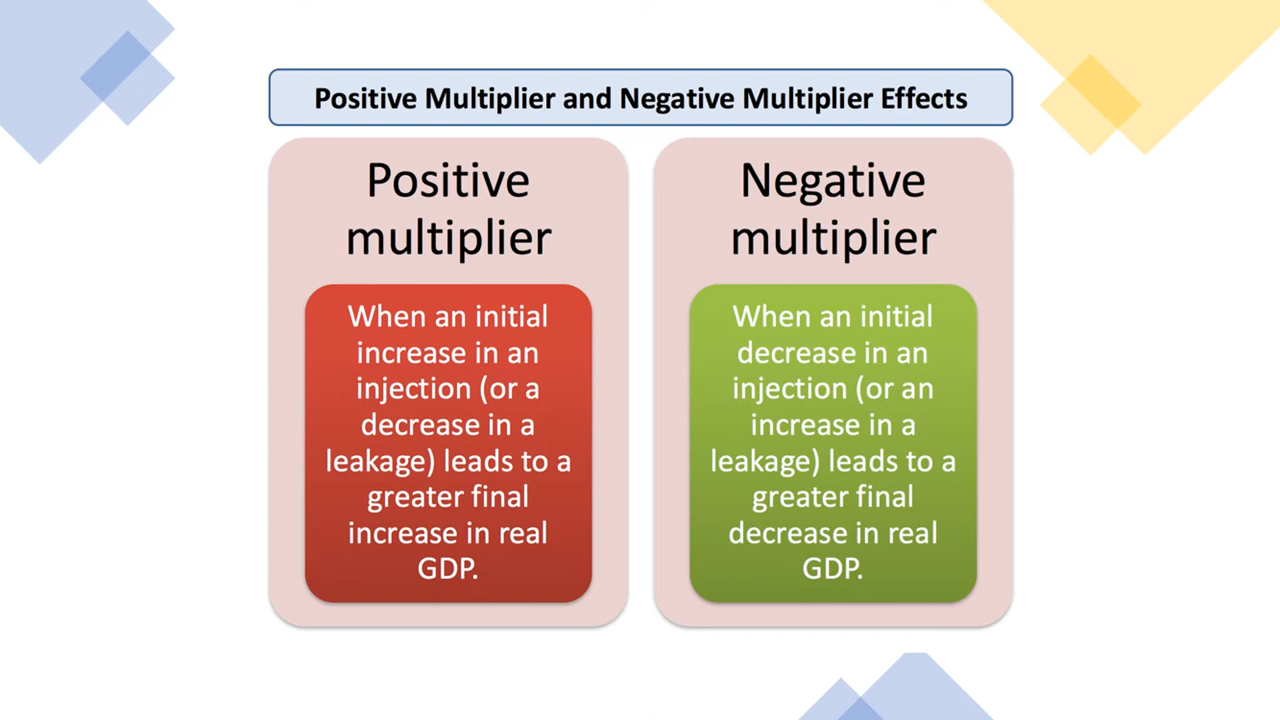 Positive Multiplier and Negative Multiplier Effects
Positive
multiplier
When an initial
increase in an
injection (or a
decrease in a
leakage) leads to a
greater final
increase in real
GDP.
Negative
multiplier
When an initial
decrease in an
injection (or an
increase in a
leakage) leads to a
greater final
decrease in real
GDP.